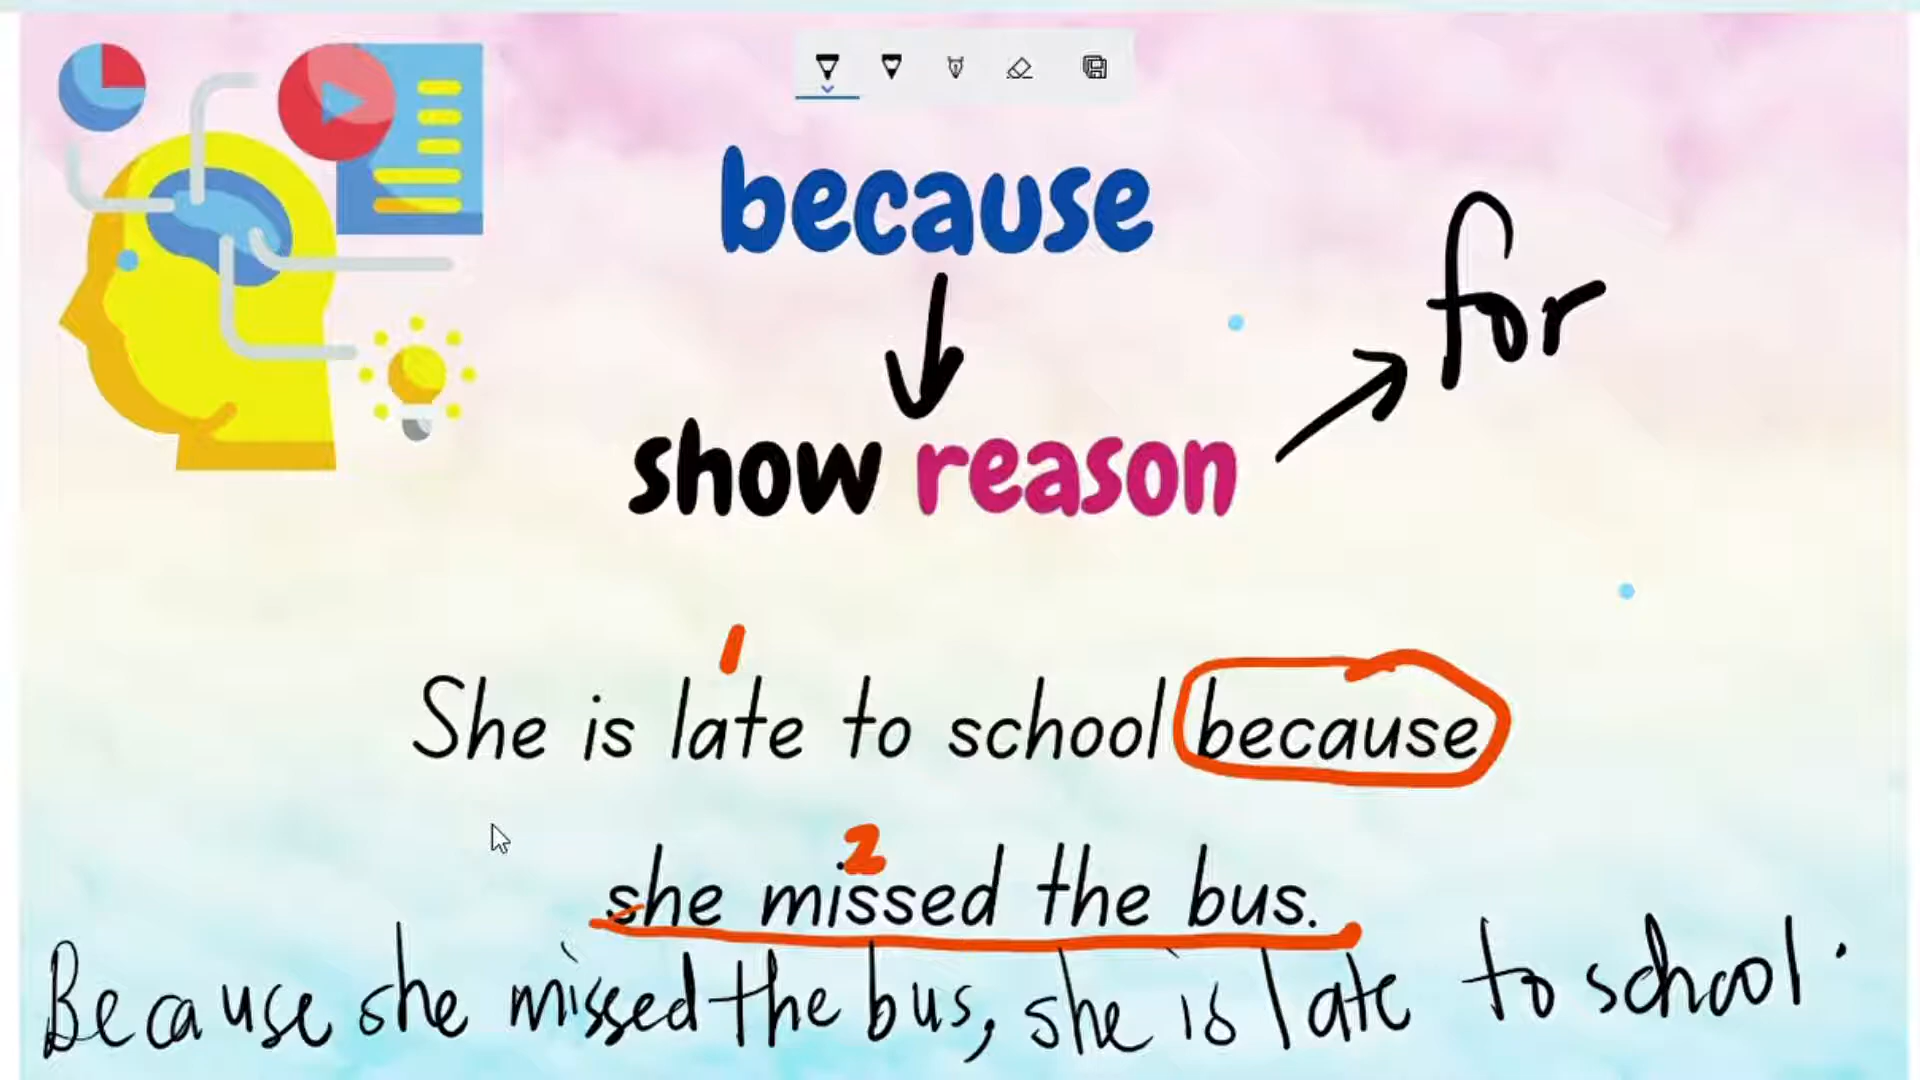 because
for
show reason
1
She is late to school because
2
she missed the bus.
Because she missed the bus, she is late to school.